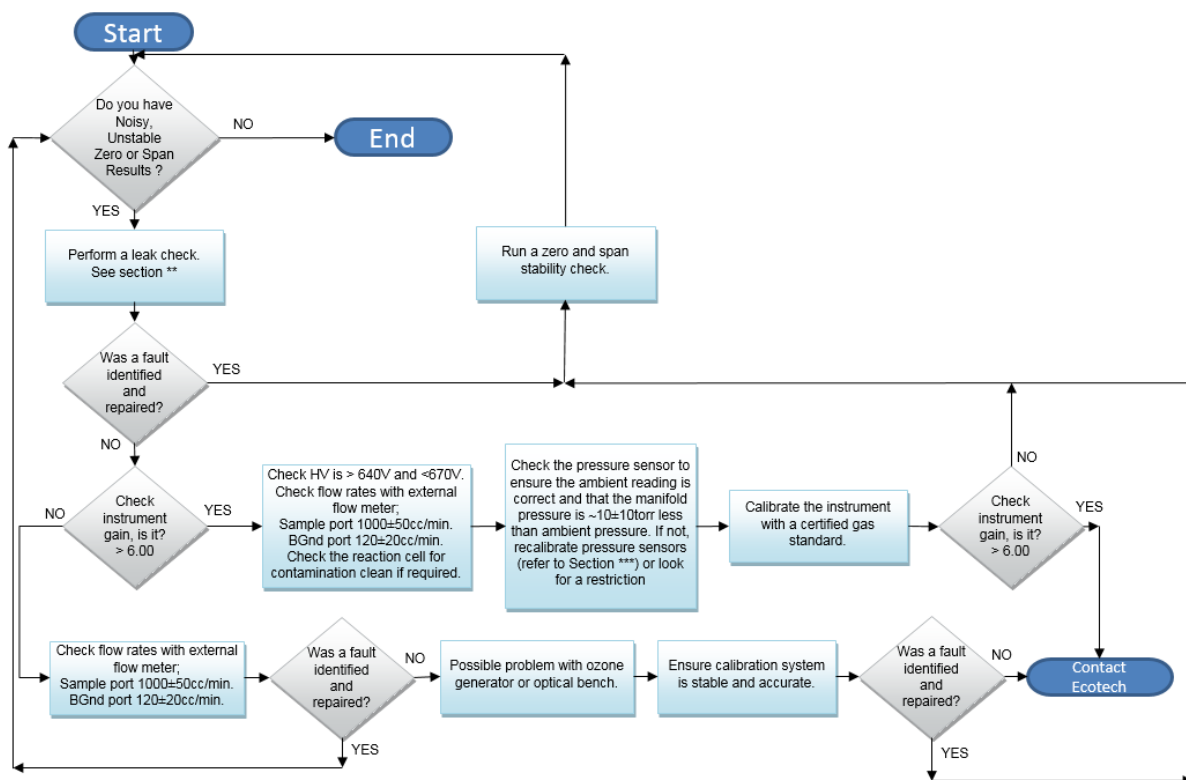 Start
Do you have
Noisy,
Unstable
Zero or Span
Results ?
NO
End
YES
Perform a leak check.
See section **
Run a zero and span
stability check.
Was a fault
identified
and
repaired?
YES
NO
Check
instrument
gain, is it?
> 6.00
NO
YES
Check HV is > 640V and <670V.
Check flow rates with external
flow meter;
Sample port 1000±50cc/min.
BGnd port 120±20cc/min.
Check the reaction cell for
contamination clean if required.
Check the pressure sensor to
ensure the ambient reading is
correct and that the manifold
pressure is ~10±10torr less
than ambient pressure. If not,
recalibrate pressure sensors
(refer to Section ***) or look
for a restriction
Calibrate the instrument
with a certified gas
standard.
NO
Check
instrument
gain, is it?
> 6.00
YES
Check flow rates with external
flow meter;
Sample port 1000±50cc/min.
BGnd port 120±20cc/min.
Was a fault
identified
and
repaired?
NO
YES
Possible problem with ozone
generator or optical bench.
Ensure calibration system
is stable and accurate.
Was a fault
identified
and
repaired?
NO
YES
Contact
Ecotech